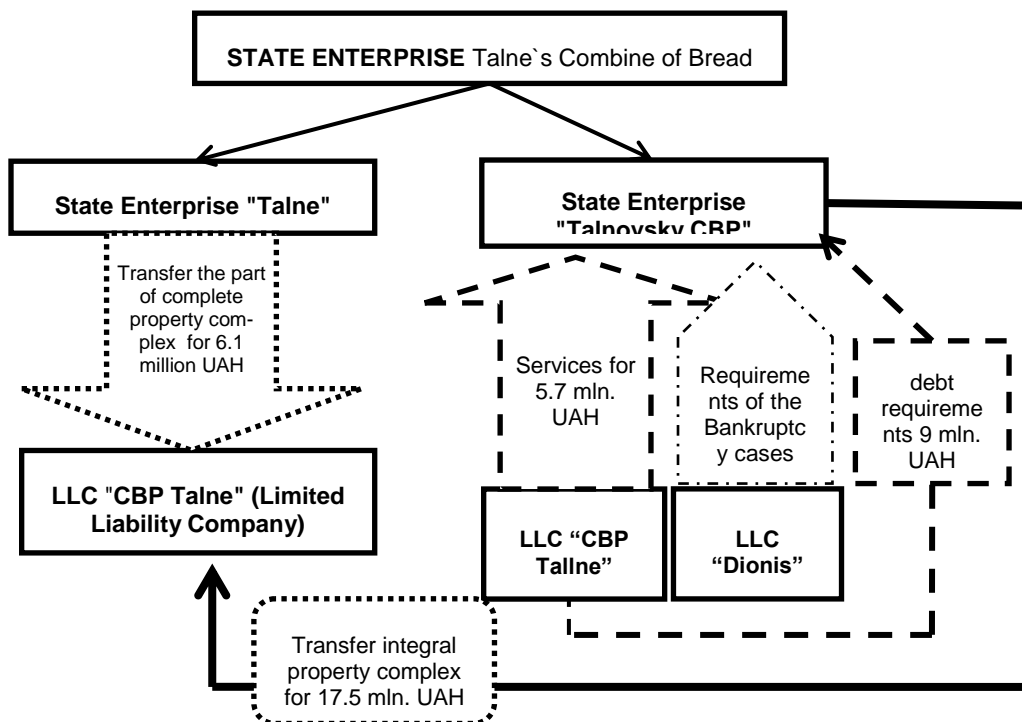 STATE ENTERPRISE Talne`s Combine of Bread
State Enterprise "Talne"
State Enterprise
"Talnovsky CBP"
Transfer the part
of complete
property com-
plex for 6.1
million UAH
Services for
5.7 mln.
UAH
Requireme
nts of the
Bankruptc
y cases
debt
requireme
nts 9 mln.
UAH
LLC "CBP Talne" (Limited
Liability Company)
LLC “CBP
Tallne”
LLC
“Dionis”
Transfer integral
property complex
for 17.5 mln. UAH